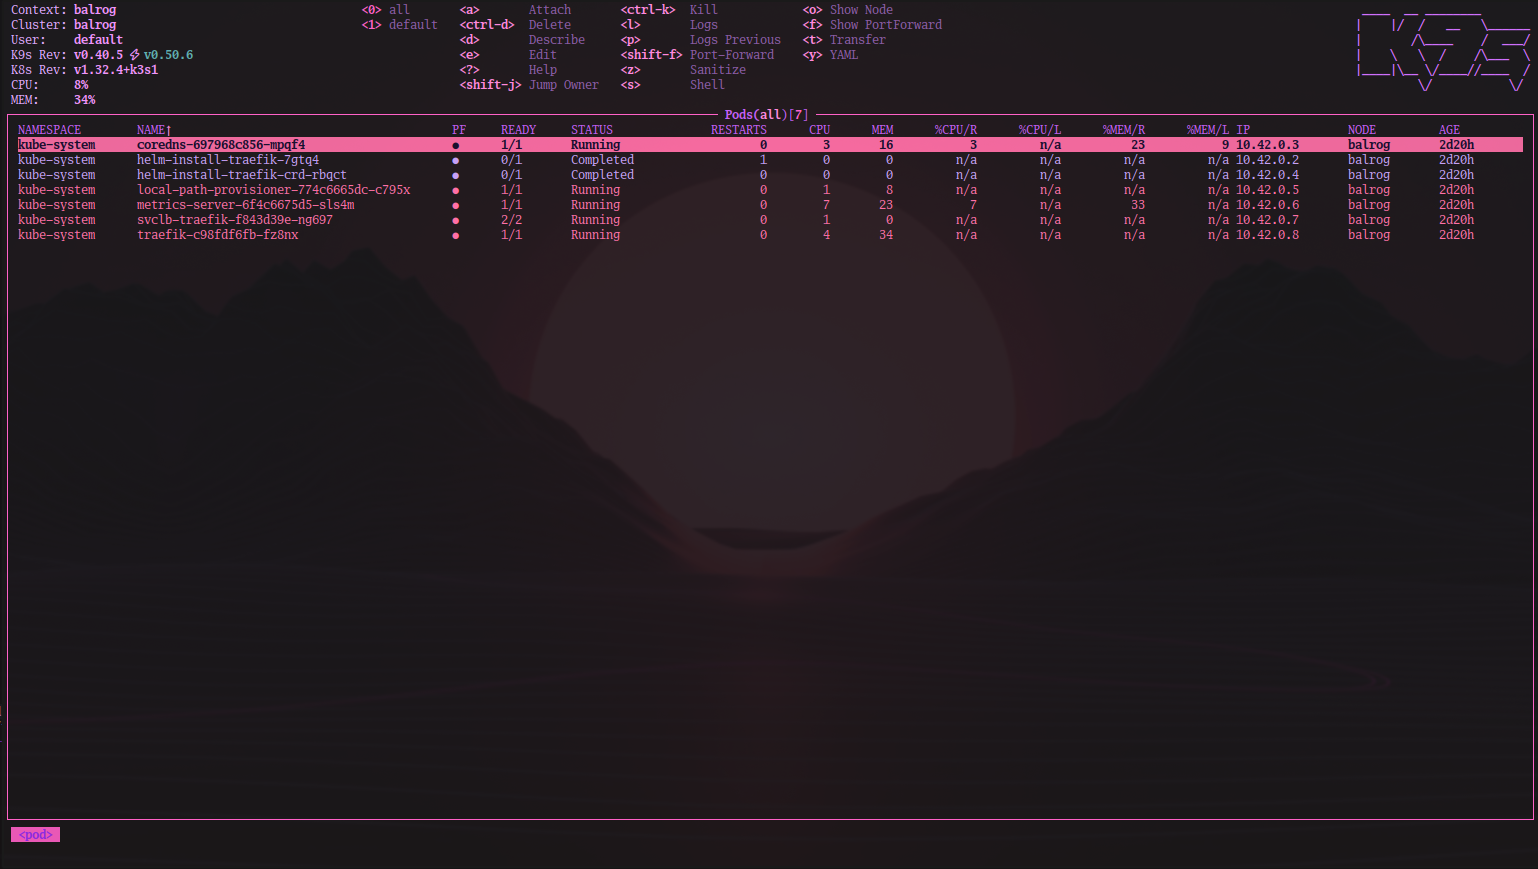 Context: balrog <0> all <a> Attach <ctrl-k> Kill <o> Show Node
Cluster: balrog <1> default <ctrl-d> Delete <l> Logs <f> Show PortForward
User: default <d> Describe <p> Logs Previous <t> Transfer
K9s Rev: v0.40.5 ⚡ v0.50.6 <e> Edit <shift-f> Port-Forward <y> YAML
K8s Rev: v1.32.4+k3s1 <?> Help <z> Sanitize
CPU: 8% <shift-j> Jump Owner <s> Shell
MEM: 34%
Pods(all)[7]
NAMESPACE NAME↑ PF READY STATUS RESTARTS CPU MEM %CPU/R %CPU/L %MEM/R %MEM/L IP NODE AGE
kube-system coredns-697968c856-mpqf4 ● 1/1 Running 0 3 16 3 n/a 23 9 10.42.0.3 balrog 2d20h
kube-system helm-install-traefik-7gtq4 ● 0/1 Completed 1 0 0 n/a n/a n/a n/a 10.42.0.2 balrog 2d20h
kube-system helm-install-traefik-crd-rbqct ● 0/1 Completed 0 0 0 n/a n/a n/a n/a 10.42.0.4 balrog 2d20h
kube-system local-path-provisioner-774c6665dc-c795x ● 1/1 Running 0 1 8 n/a n/a n/a n/a 10.42.0.5 balrog 2d20h
kube-system metrics-server-6f4c6675d5-sls4m ● 1/1 Running 0 7 23 7 n/a 33 n/a 10.42.0.6 balrog 2d20h
kube-system svclb-traefik-f843d39e-ng697 ● 2/2 Running 0 1 0 n/a n/a n/a n/a 10.42.0.7 balrog 2d20h
kube-system traefik-c98fdf6fb-fz8nx ● 1/1 Running 0 4 34 n/a n/a n/a n/a 10.42.0.8 balrog 2d20h
<pod>